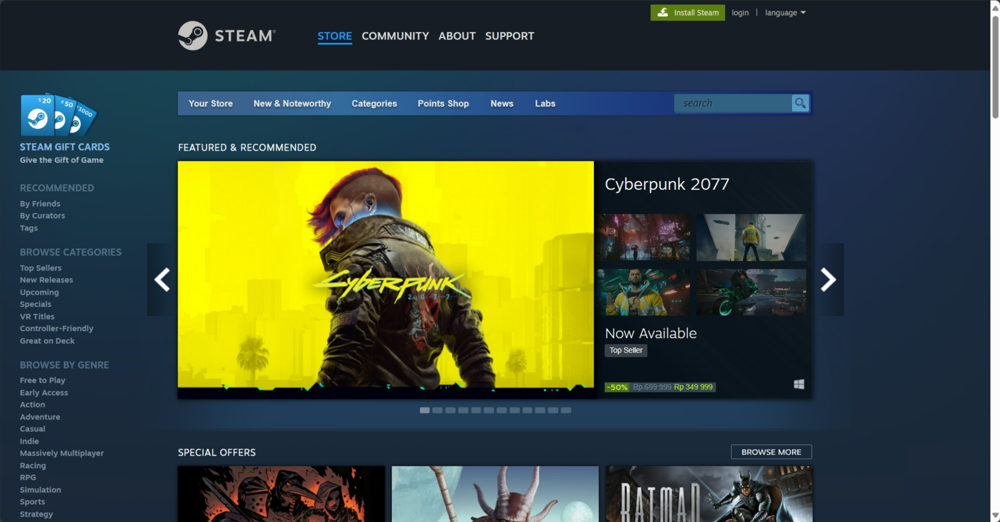 Install Steam
login | language
STEAM®
STORE COMMUNITY ABOUT SUPPORT
$20 €50 ¥1000
STEAM GIFT CARDS
Give the Gift of Game
RECOMMENDED
By Friends
By Curators
Tags
BROWSE CATEGORIES
Top Sellers
New Releases
Upcoming
Specials
VR Titles
Controller-Friendly
Great on Deck
BROWSE BY GENRE
Free to Play
Early Access
Action
Adventure
Casual
Indie
Massively Multiplayer
Racing
RPG
Simulation
Sports
Strategy
Your Store New & Noteworthy Categories Points Shop News Labs search
FEATURED & RECOMMENDED
CYBERPUNK
2077
SAMURAI
Cyberpunk 2077
Now Available
Top Seller
-50% Rp 699 999 Rp 349 999
SPECIAL OFFERS
BROWSE MORE
BATMAN